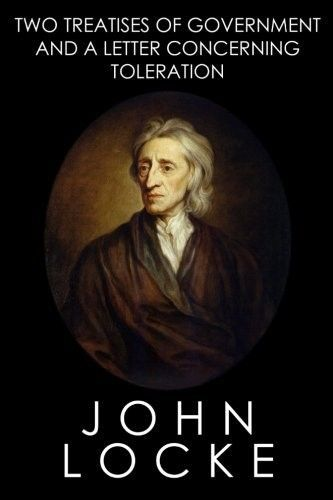 TWO TREATISES OF GOVERNMENT
AND A LETTER CONCERNING
TOLERATION
JOHN
LOCKE